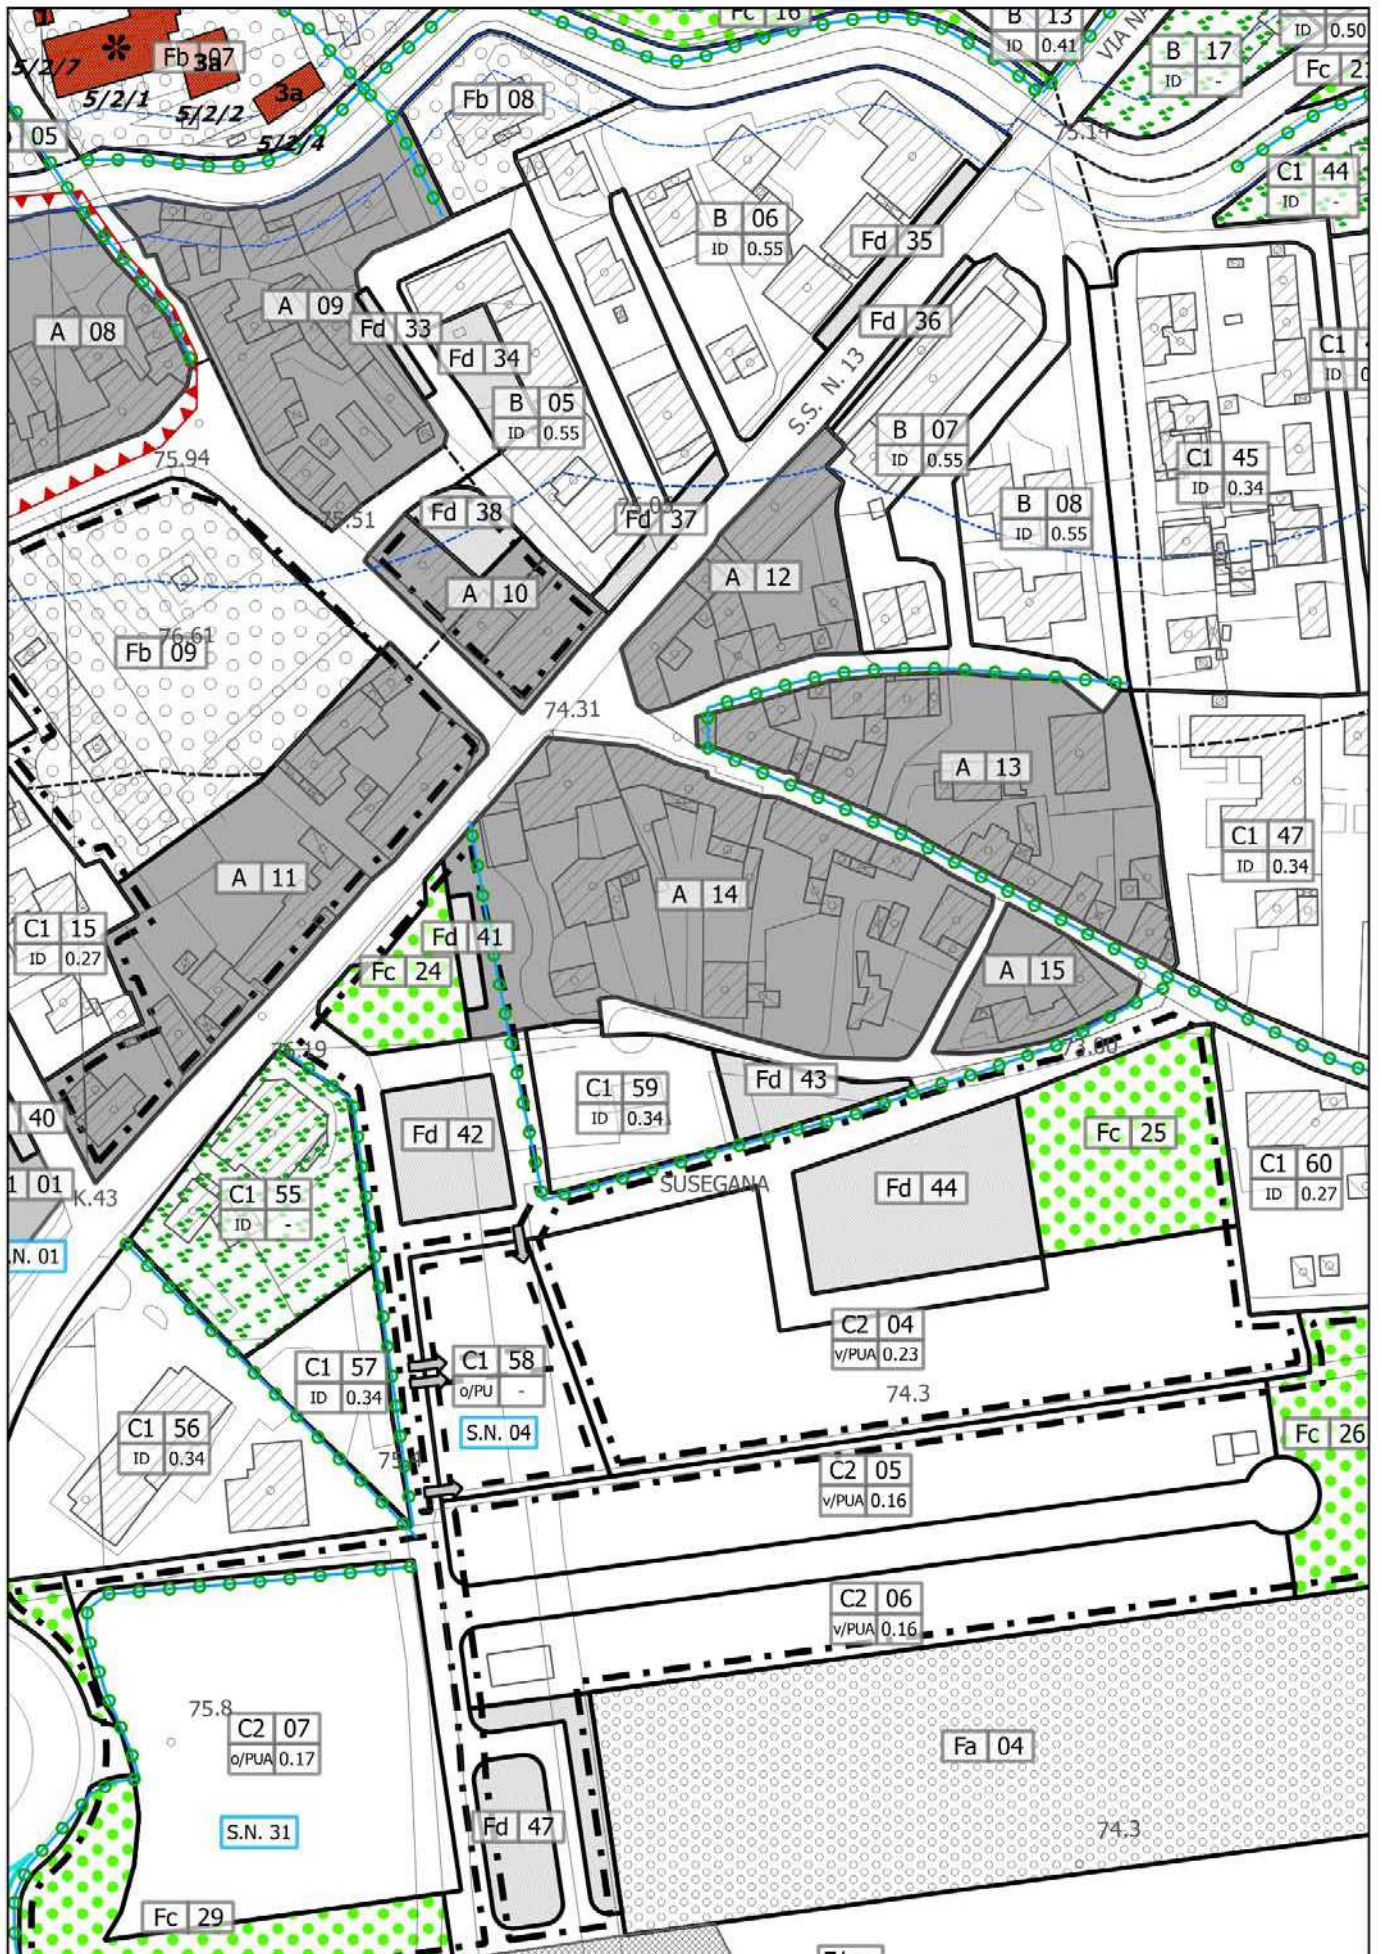 Fc 16
B 13
ID 0.41
VIA NA
B 17
ID -
ID 0.50
Fc 2
Fb 07
3a
5/2/7
5/2/1
3a
5/2/2
5/2/4
05
Fb 08
75.14
C1 44
ID -
B 06
ID 0.55
Fd 35
A 09
A 08
Fd 33
Fd 34
Fd 36
S.S. N. 13
C1
ID
B 05
ID 0.55
B 07
ID 0.55
75.94
C1 45
ID 0.34
B 08
ID 0.55
Fd 38
Fd 37
A 12
A 10
76.61
Fb 09
74.31
A 13
C1 47
ID 0.34
A 11
A 14
C1 15
ID 0.27
Fd 41
Fc 24
A 15
73.00
Fd 43
C1 59
ID 0.34
40
Fd 42
Fc 25
01
K.43
C1 55
ID -
SUSEGANA
Fd 44
C1 60
ID 0.27
.N. 01
C2 04
v/PUA 0.23
C1 57
ID 0.34
C1 58
o/PU -
74.3
S.N. 04
C1 56
ID 0.34
Fc 26
C2 05
v/PUA 0.16
C2 06
v/PUA 0.16
75.8
C2 07
o/PUA 0.17
Fa 04
S.N. 31
Fd 47
74.3
Fc 29